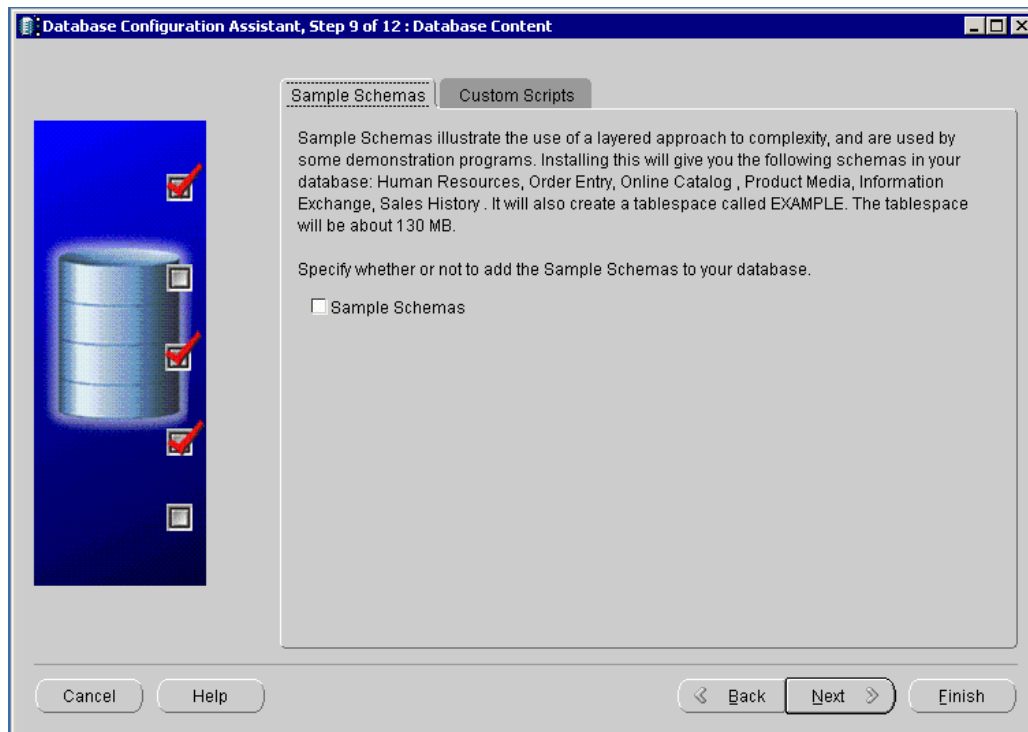 Database Configuration Assistant, Step 9 of 12 : Database Content
Sample Schemas
Custom Scripts
Sample Schemas illustrate the use of a layered approach to complexity, and are used by
some demonstration programs. Installing this will give you the following schemas in your
database: Human Resources, Order Entry, Online Catalog , Product Media, Information
Exchange, Sales History . It will also create a tablespace called EXAMPLE. The tablespace
will be about 130 MB.
Specify whether or not to add the Sample Schemas to your database.
Sample Schemas
Cancel
Help
Back
Next
Finish